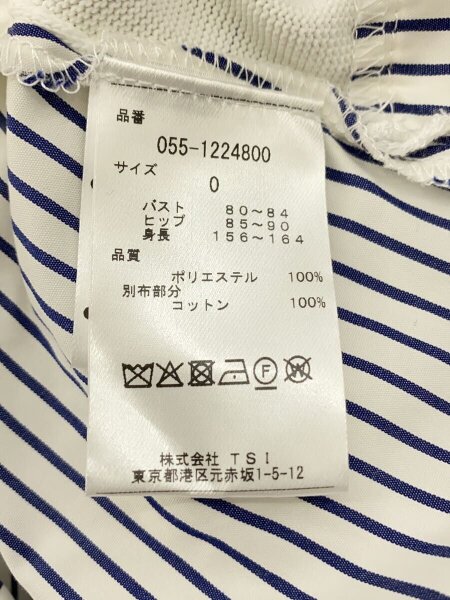 品番
055-1224800
サイズ
0
バスト 80～84
ヒップ 85～90
身長 156～164
品質
ポリエステル 100%
別布部分
コットン 100%
株式会社 TSI
東京都港区元赤坂1-5-12